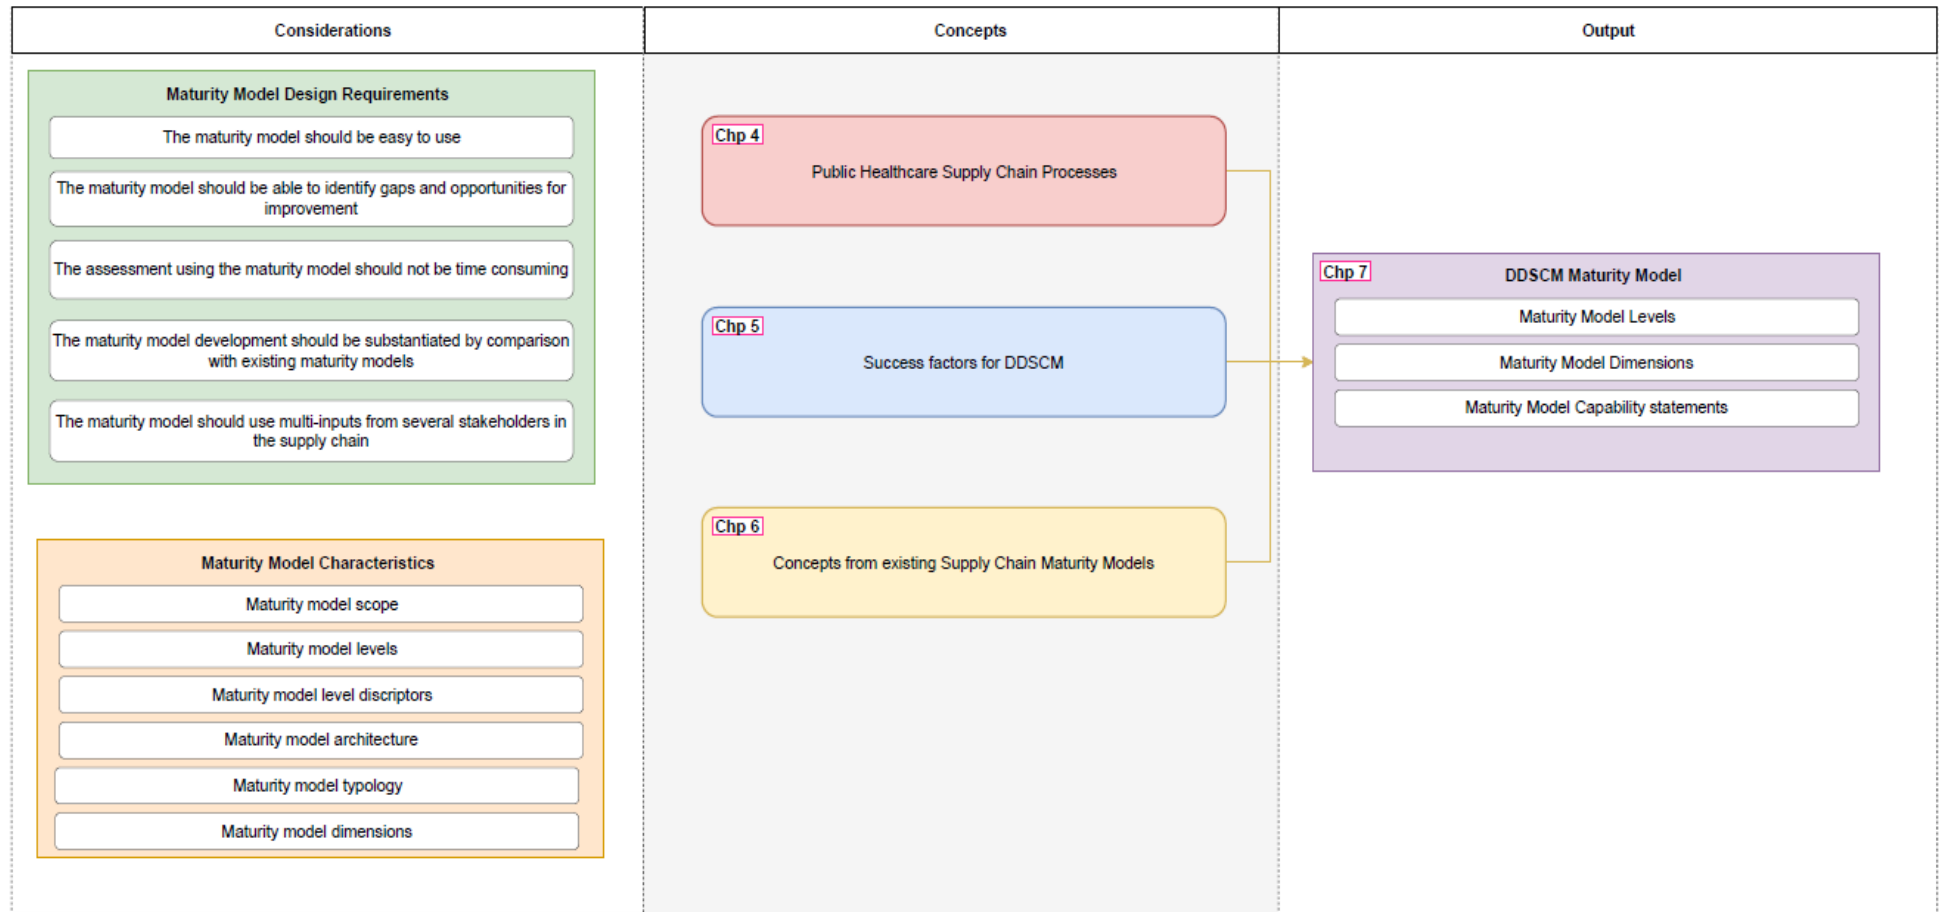 Considerations
Concepts
Output
Maturity Model Design Requirements
The maturity model should be easy to use
The maturity model should be able to identify gaps and opportunities for
improvement
The assessment using the maturity model should not be time consuming
The maturity model development should be substantiated by comparison
with existing maturity models
The maturity model should use multi-inputs from several stakeholders in
the supply chain
Maturity Model Characteristics
Maturity model scope
Maturity model levels
Maturity model level discriptors
Maturity model architecture
Maturity model typology
Maturity model dimensions
Chp 4
Public Healthcare Supply Chain Processes
Chp 5
Success factors for DDSCM
Chp 6
Concepts from existing Supply Chain Maturity Models
Chp 7
DDSCM Maturity Model
Maturity Model Levels
Maturity Model Dimensions
Maturity Model Capability statements